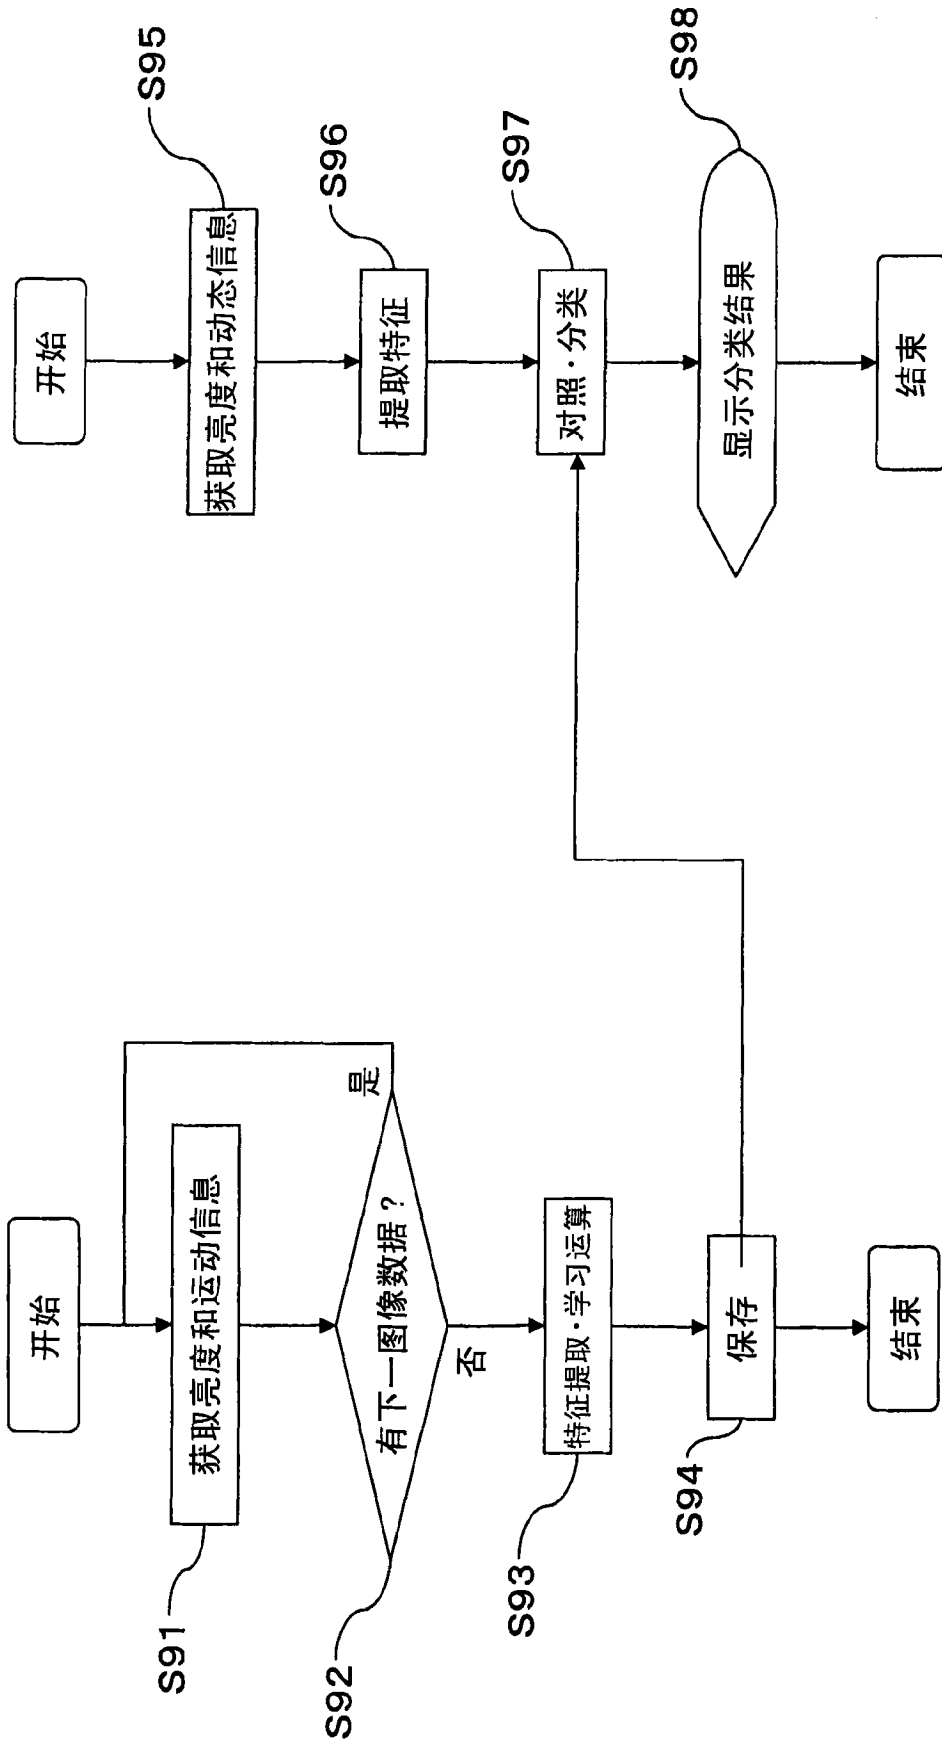 开始
获取亮度和运动信息
S91
有下一图像数据？
S92
是
否
特征提取·学习运算
S93
保存
S94
结束
开始
获取亮度和动态信息
S95
提取特征
S96
对照·分类
S97
显示分类结果
S98
结束